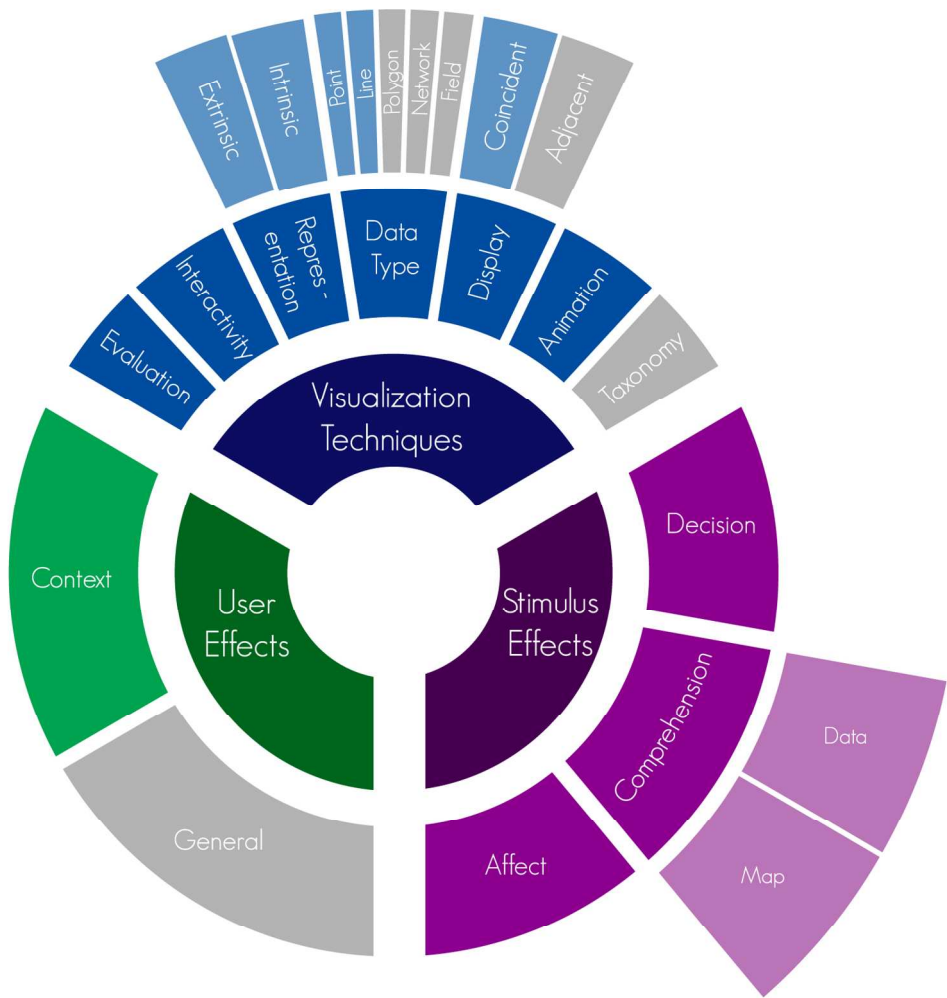 Extrinsic
Intrinsic
Point
Line
Polygon
Network
Field
Coincident
Adjacent
Evaluation
Interactivity
Repres-
entation
Data
Type
Display
Animation
Taxonomy
Visualization
Techniques
Context
User
Effects
General
Stimulus
Effects
Decision
Comprehension
Affect
Data
Map